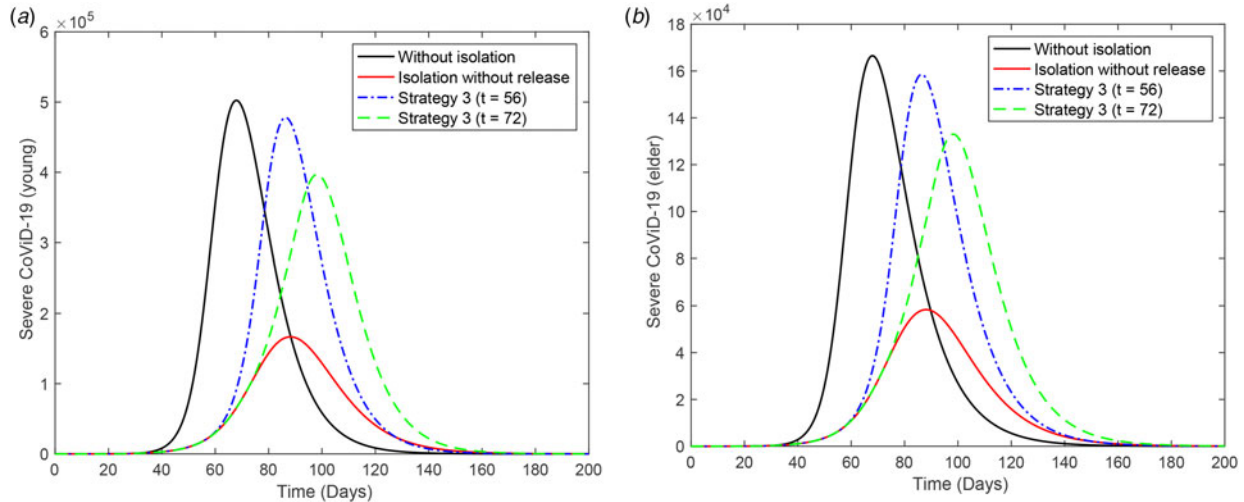 (a)
×10^5
6
5
4
3
2
1
0
Severe CoViD-19 (young)
Without isolation
Isolation without release
Strategy 3 (t = 56)
Strategy 3 (t = 72)
0 20 40 60 80 100 120 140 160 180 200
Time (Days)
(b)
×10^4
18
16
14
12
10
8
6
4
2
0
Severe CoViD-19 (elder)
Without isolation
Isolation without release
Strategy 3 (t = 56)
Strategy 3 (t = 72)
0 20 40 60 80 100 120 140 160 180 200
Time (Days)